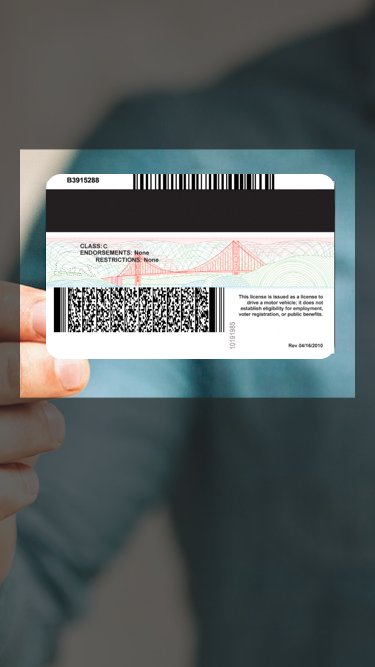 B3915288
CLASS: C
ENDORSEMENTS: None
RESTRICTIONS: None
This license is issued as a license to
drive a motor vehicle; it does not
establish eligibility for employment,
voter registration, or public benefits.
10191985
Rev 04/16/2010